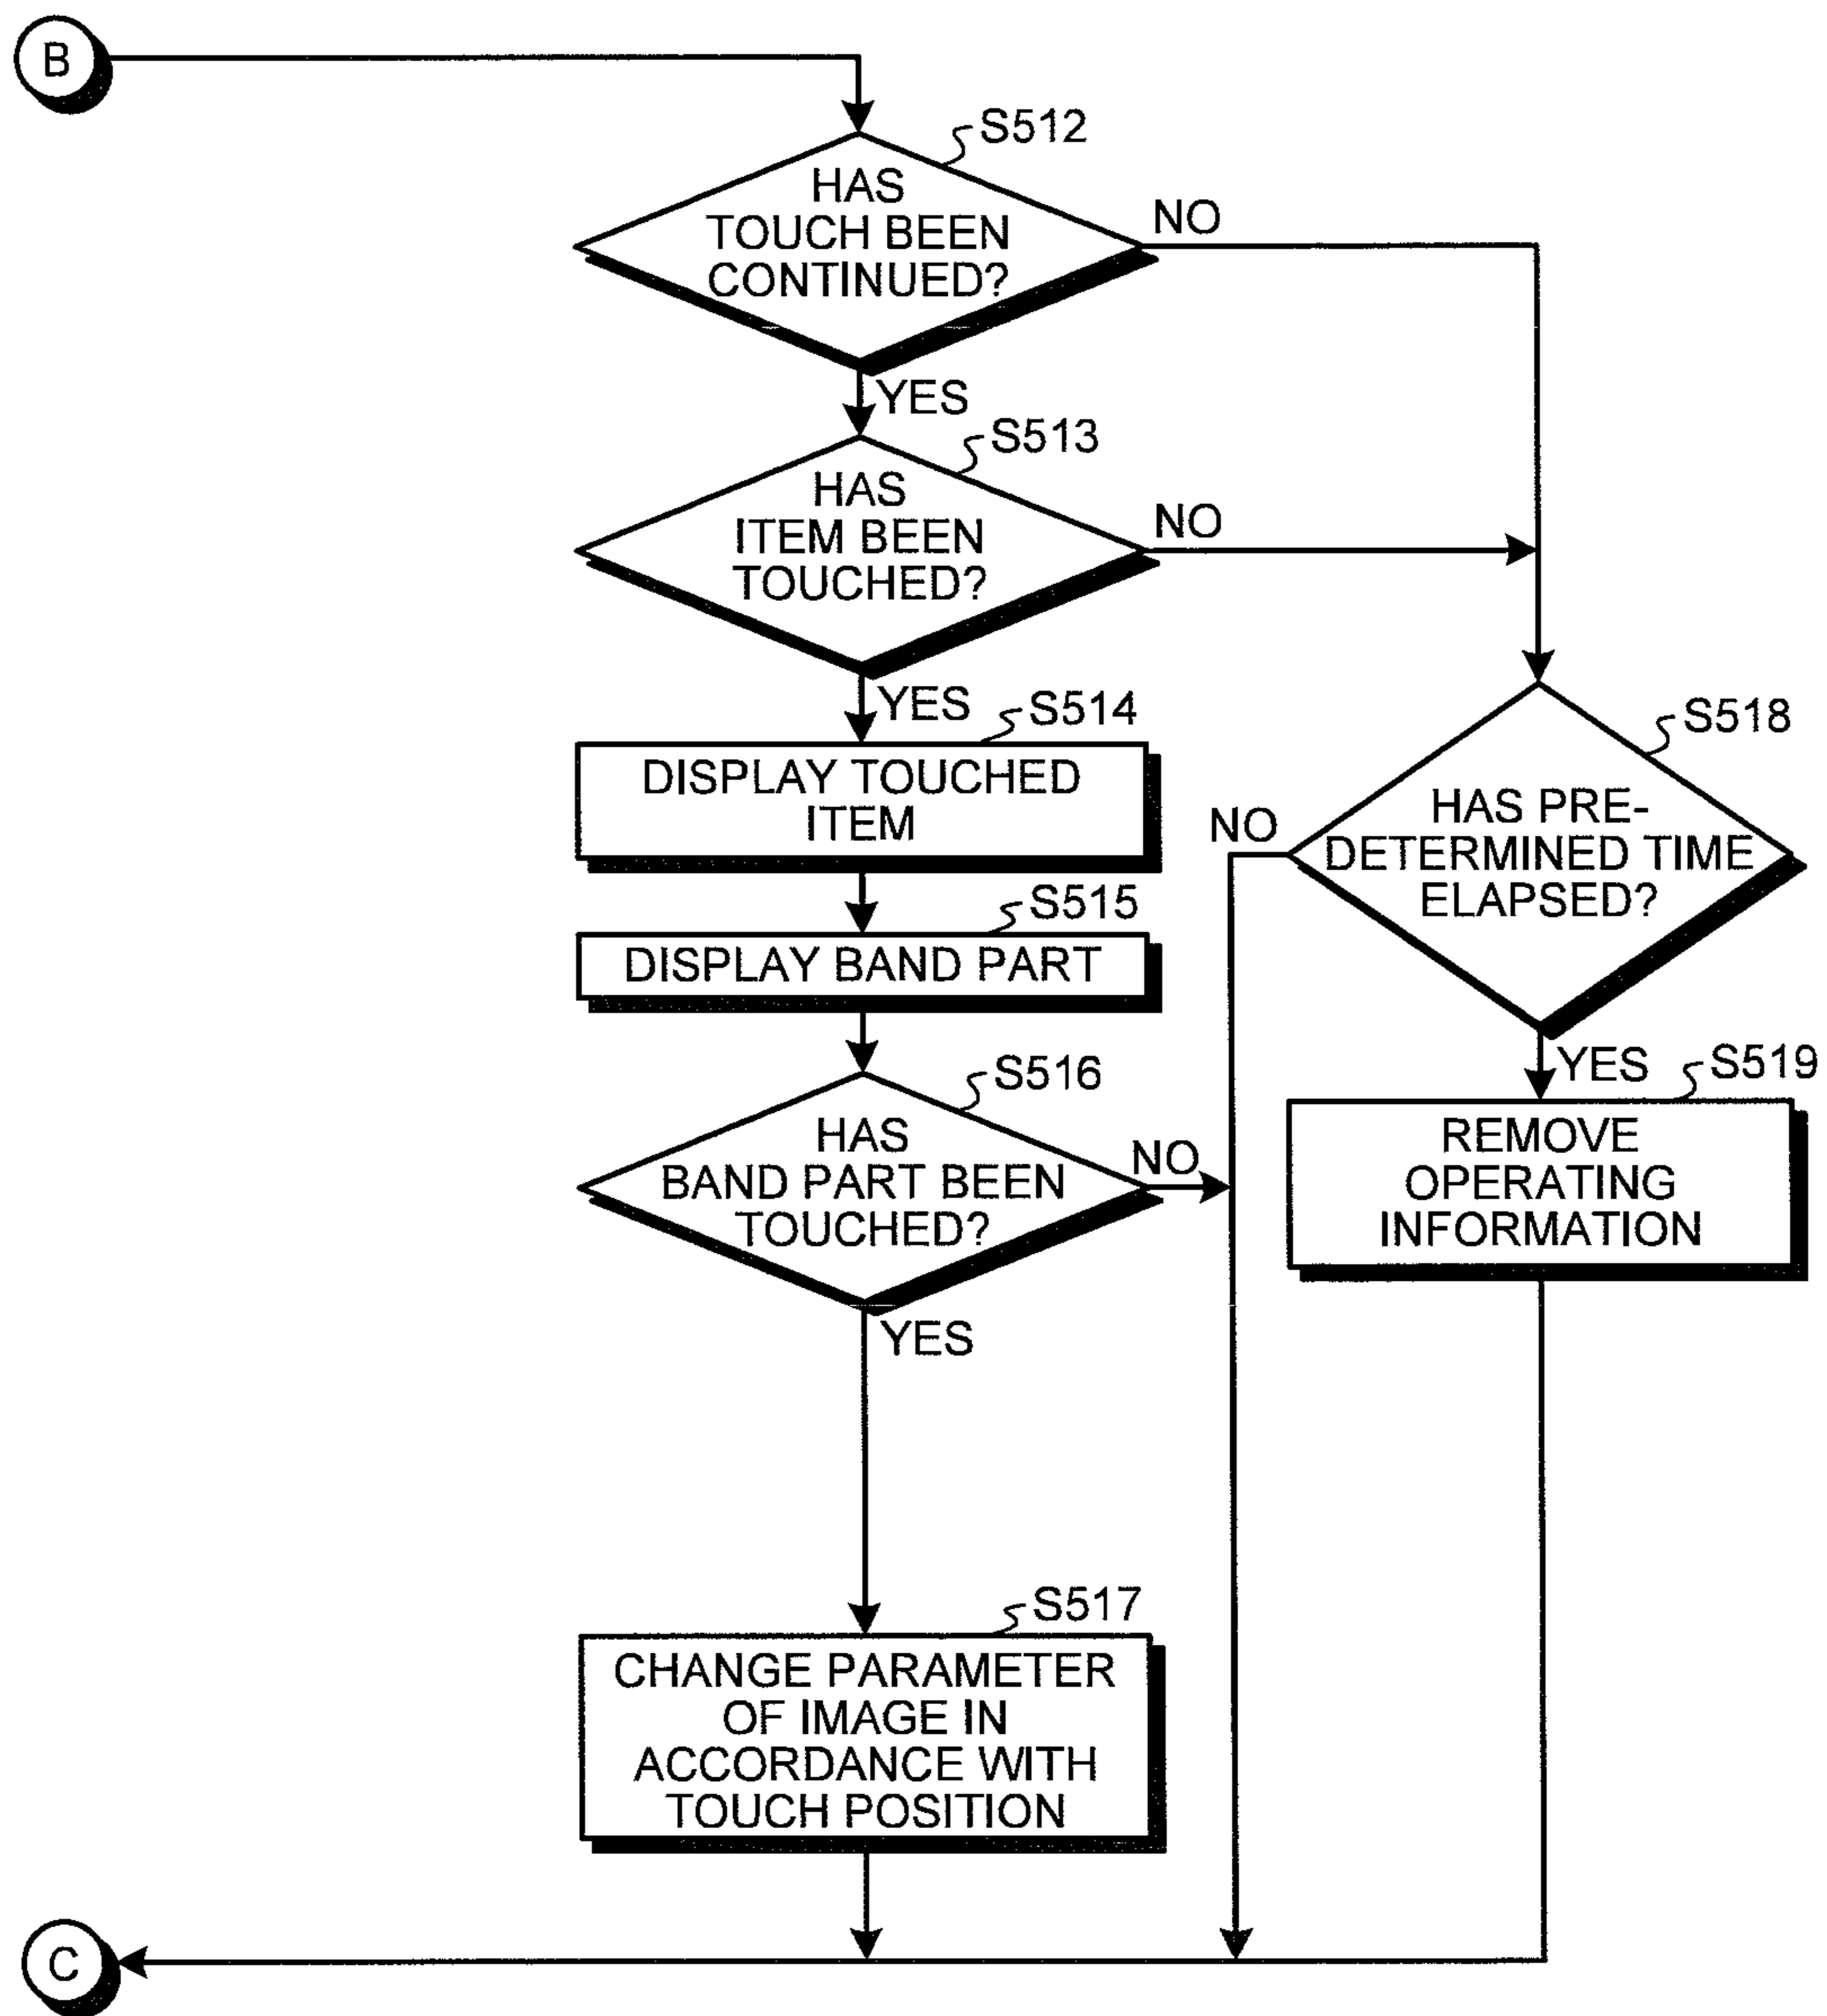 B
S512
HAS
TOUCH BEEN
CONTINUED?
NO
YES
S513
HAS
ITEM BEEN
TOUCHED?
NO
YES
S514
DISPLAY TOUCHED
ITEM
S515
DISPLAY BAND PART
S516
HAS
BAND PART BEEN
TOUCHED?
NO
YES
S517
CHANGE PARAMETER
OF IMAGE IN
ACCORDANCE WITH
TOUCH POSITION
S518
HAS PRE-
DETERMINED TIME
ELAPSED?
NO
YES
S519
REMOVE
OPERATING
INFORMATION
C